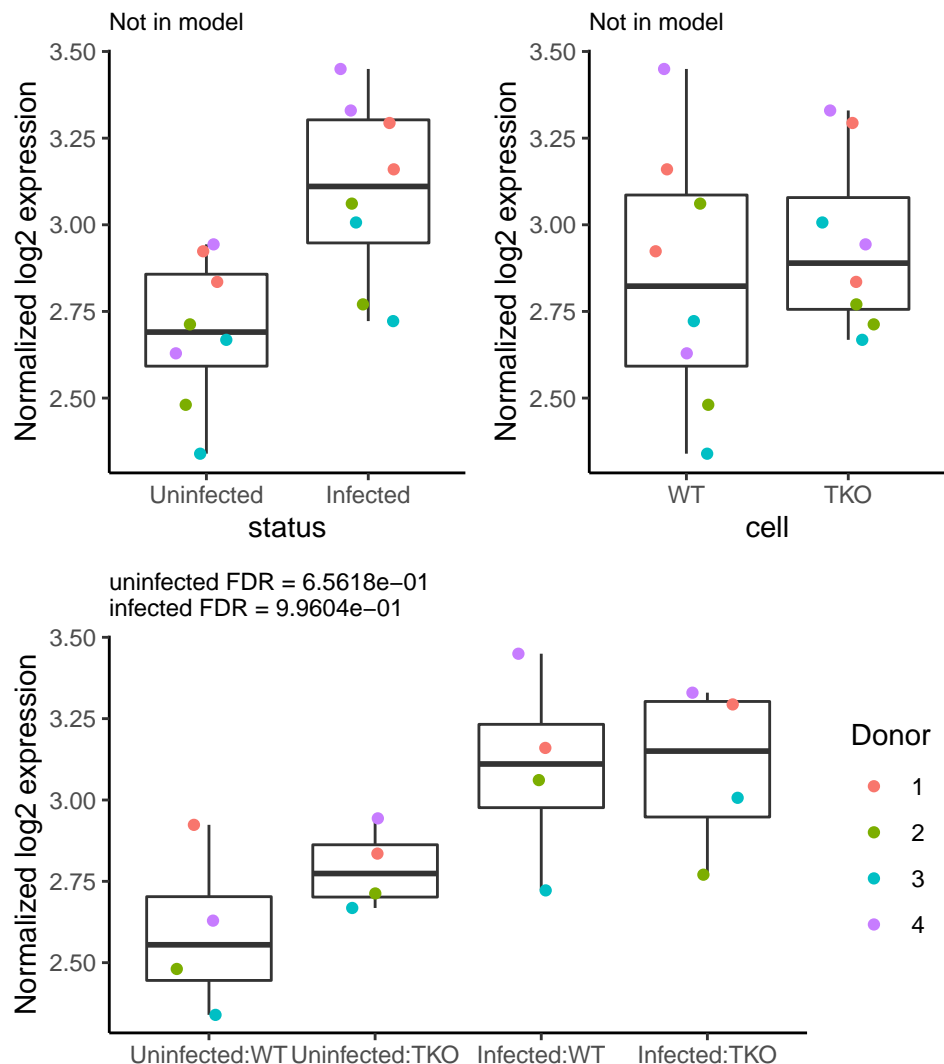 Not in model
Normalized log2 expression
3.50
3.25
3.00
2.75
2.50
Uninfected Infected
status
Not in model
Normalized log2 expression
3.50
3.25
3.00
2.75
2.50
WT TKO
cell
uninfected FDR = 6.5618e−01
infected FDR = 9.9604e−01
Normalized log2 expression
3.50
3.25
3.00
2.75
2.50
Uninfected:WT Uninfected:TKO Infected:WT Infected:TKO
Donor
1
2
3
4